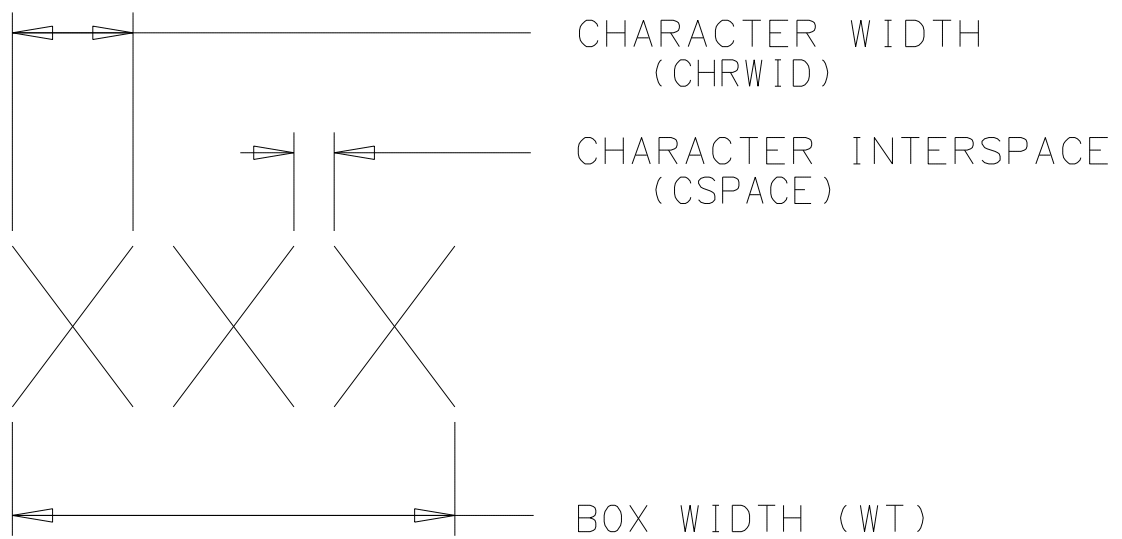 CHARACTER WIDTH
(CHRWID)
CHARACTER INTERSPACE
(CSPACE)
BOX WIDTH (WT)